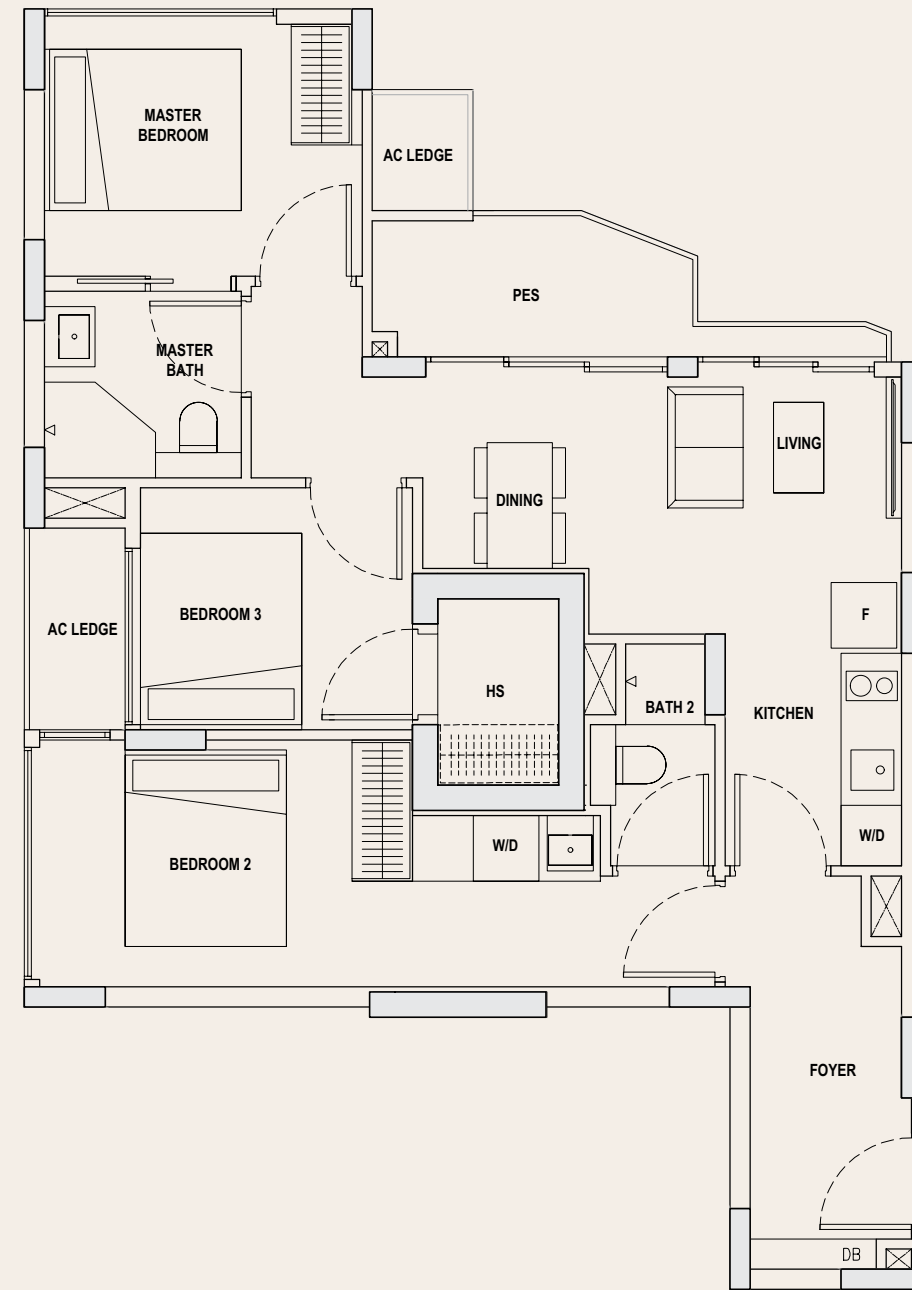 MASTER
BEDROOM
AC LEDGE
PES
MASTER
BATH
LIVING
DINING
F
BEDROOM 3
AC LEDGE
HS
BATH 2
KITCHEN
W/D
W/D
BEDROOM 2
FOYER
DB